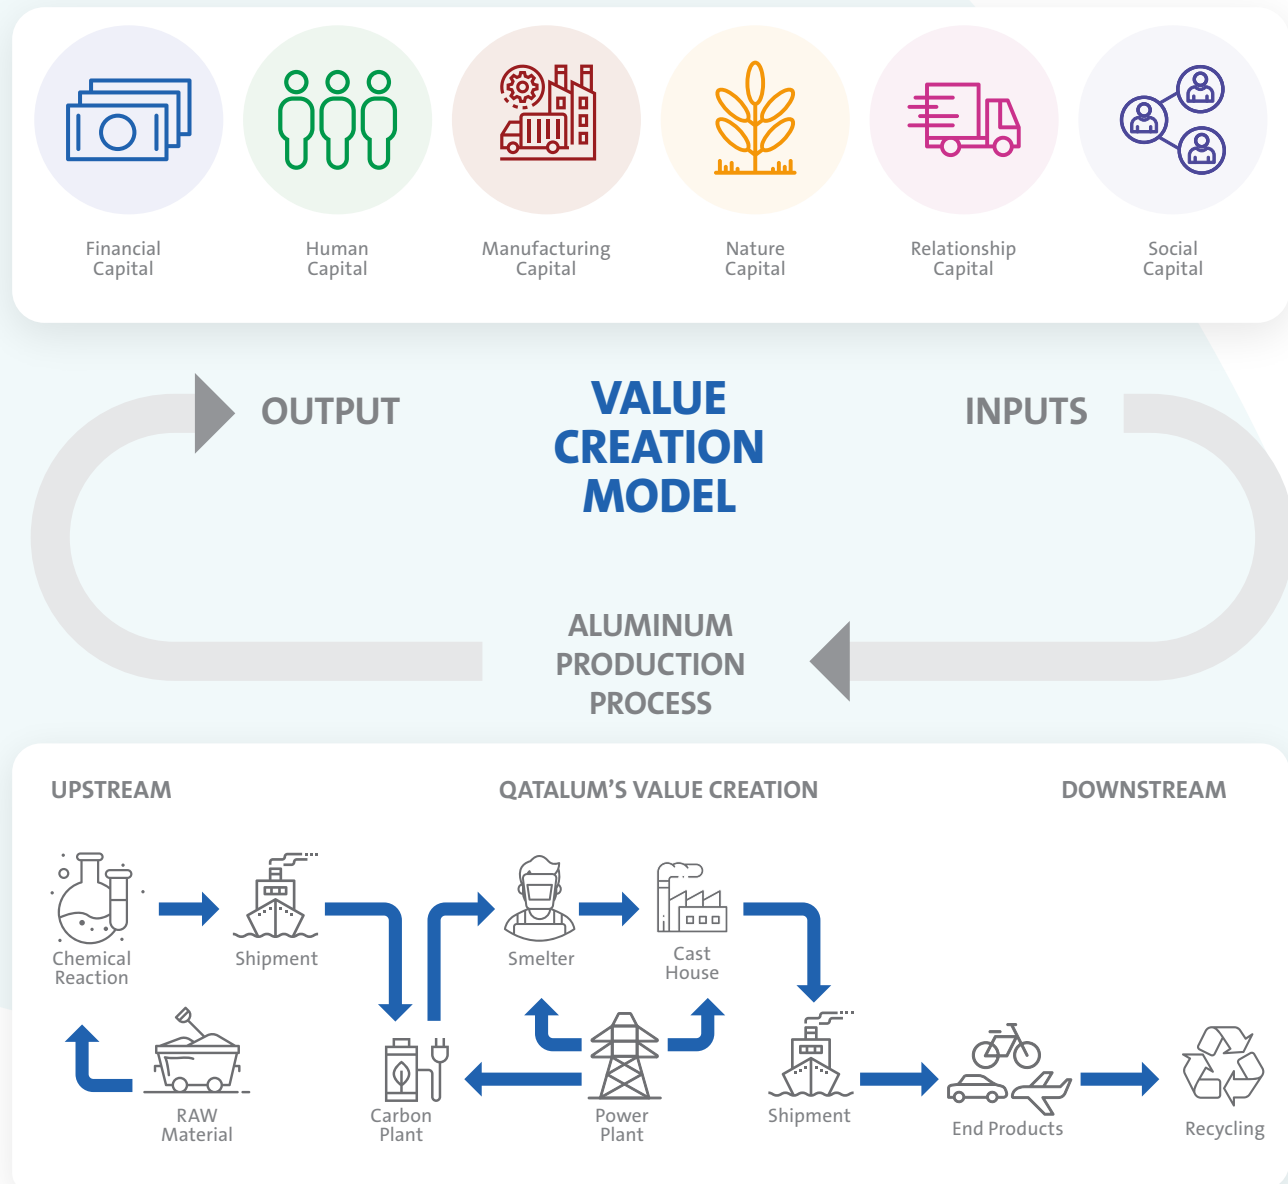 Financial
Capital
Human
Capital
Manufacturing
Capital
Nature
Capital
Relationship
Capital
Social
Capital
OUTPUT
VALUE
CREATION
MODEL
INPUTS
ALUMINUM
PRODUCTION
PROCESS
UPSTREAM
QATALUM'S VALUE CREATION
DOWNSTREAM
Chemical
Reaction
Shipment
Smelter
Cast
House
RAW
Material
Carbon
Plant
Power
Plant
Shipment
End Products
Recycling